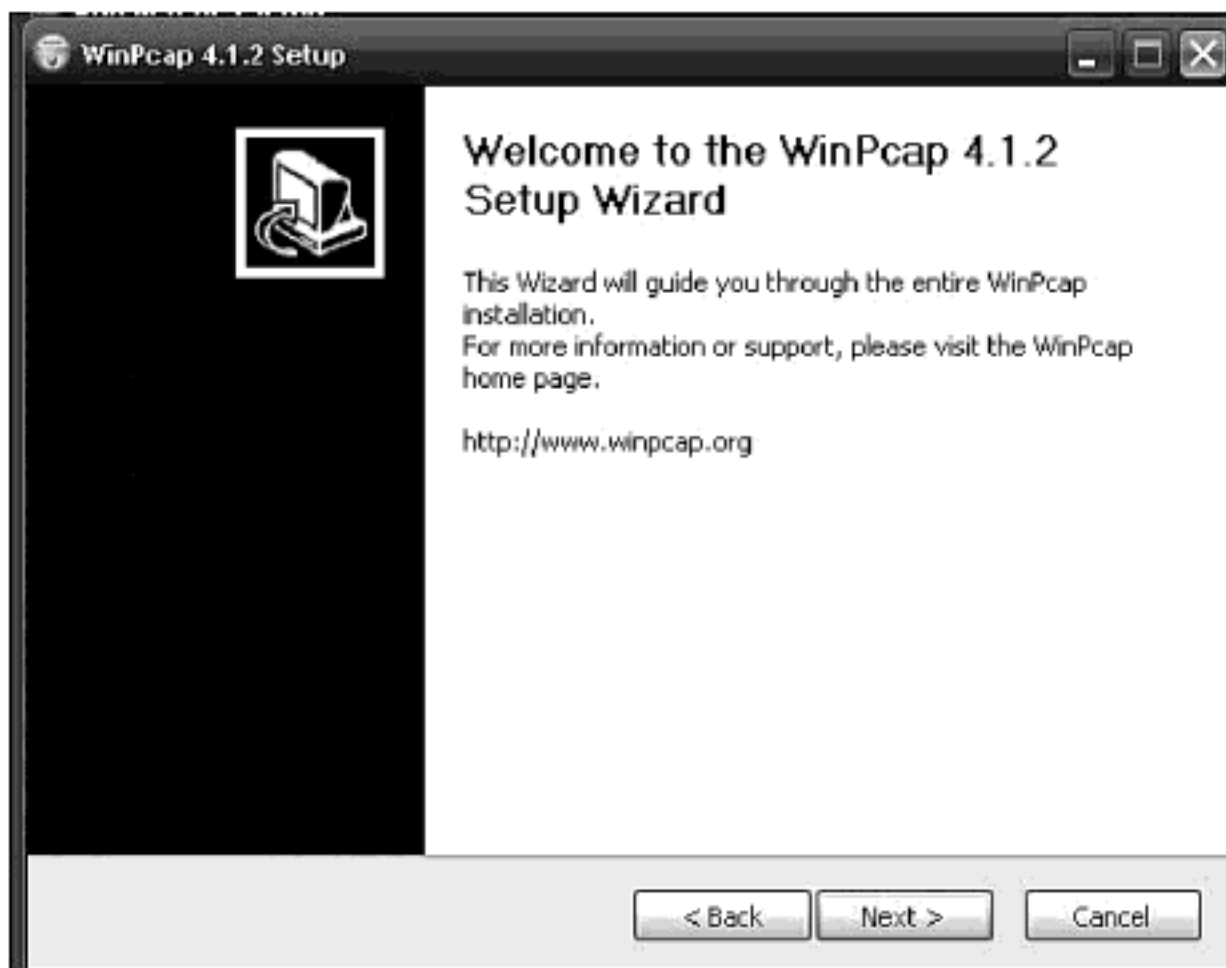 WinPcap 4.1.2 Setup
Welcome to the WinPcap 4.1.2
Setup Wizard
This Wizard will guide you through the entire WinPcap
installation.
For more information or support, please visit the WinPcap
home page.
http://www.winpcap.org
< Back Next > Cancel